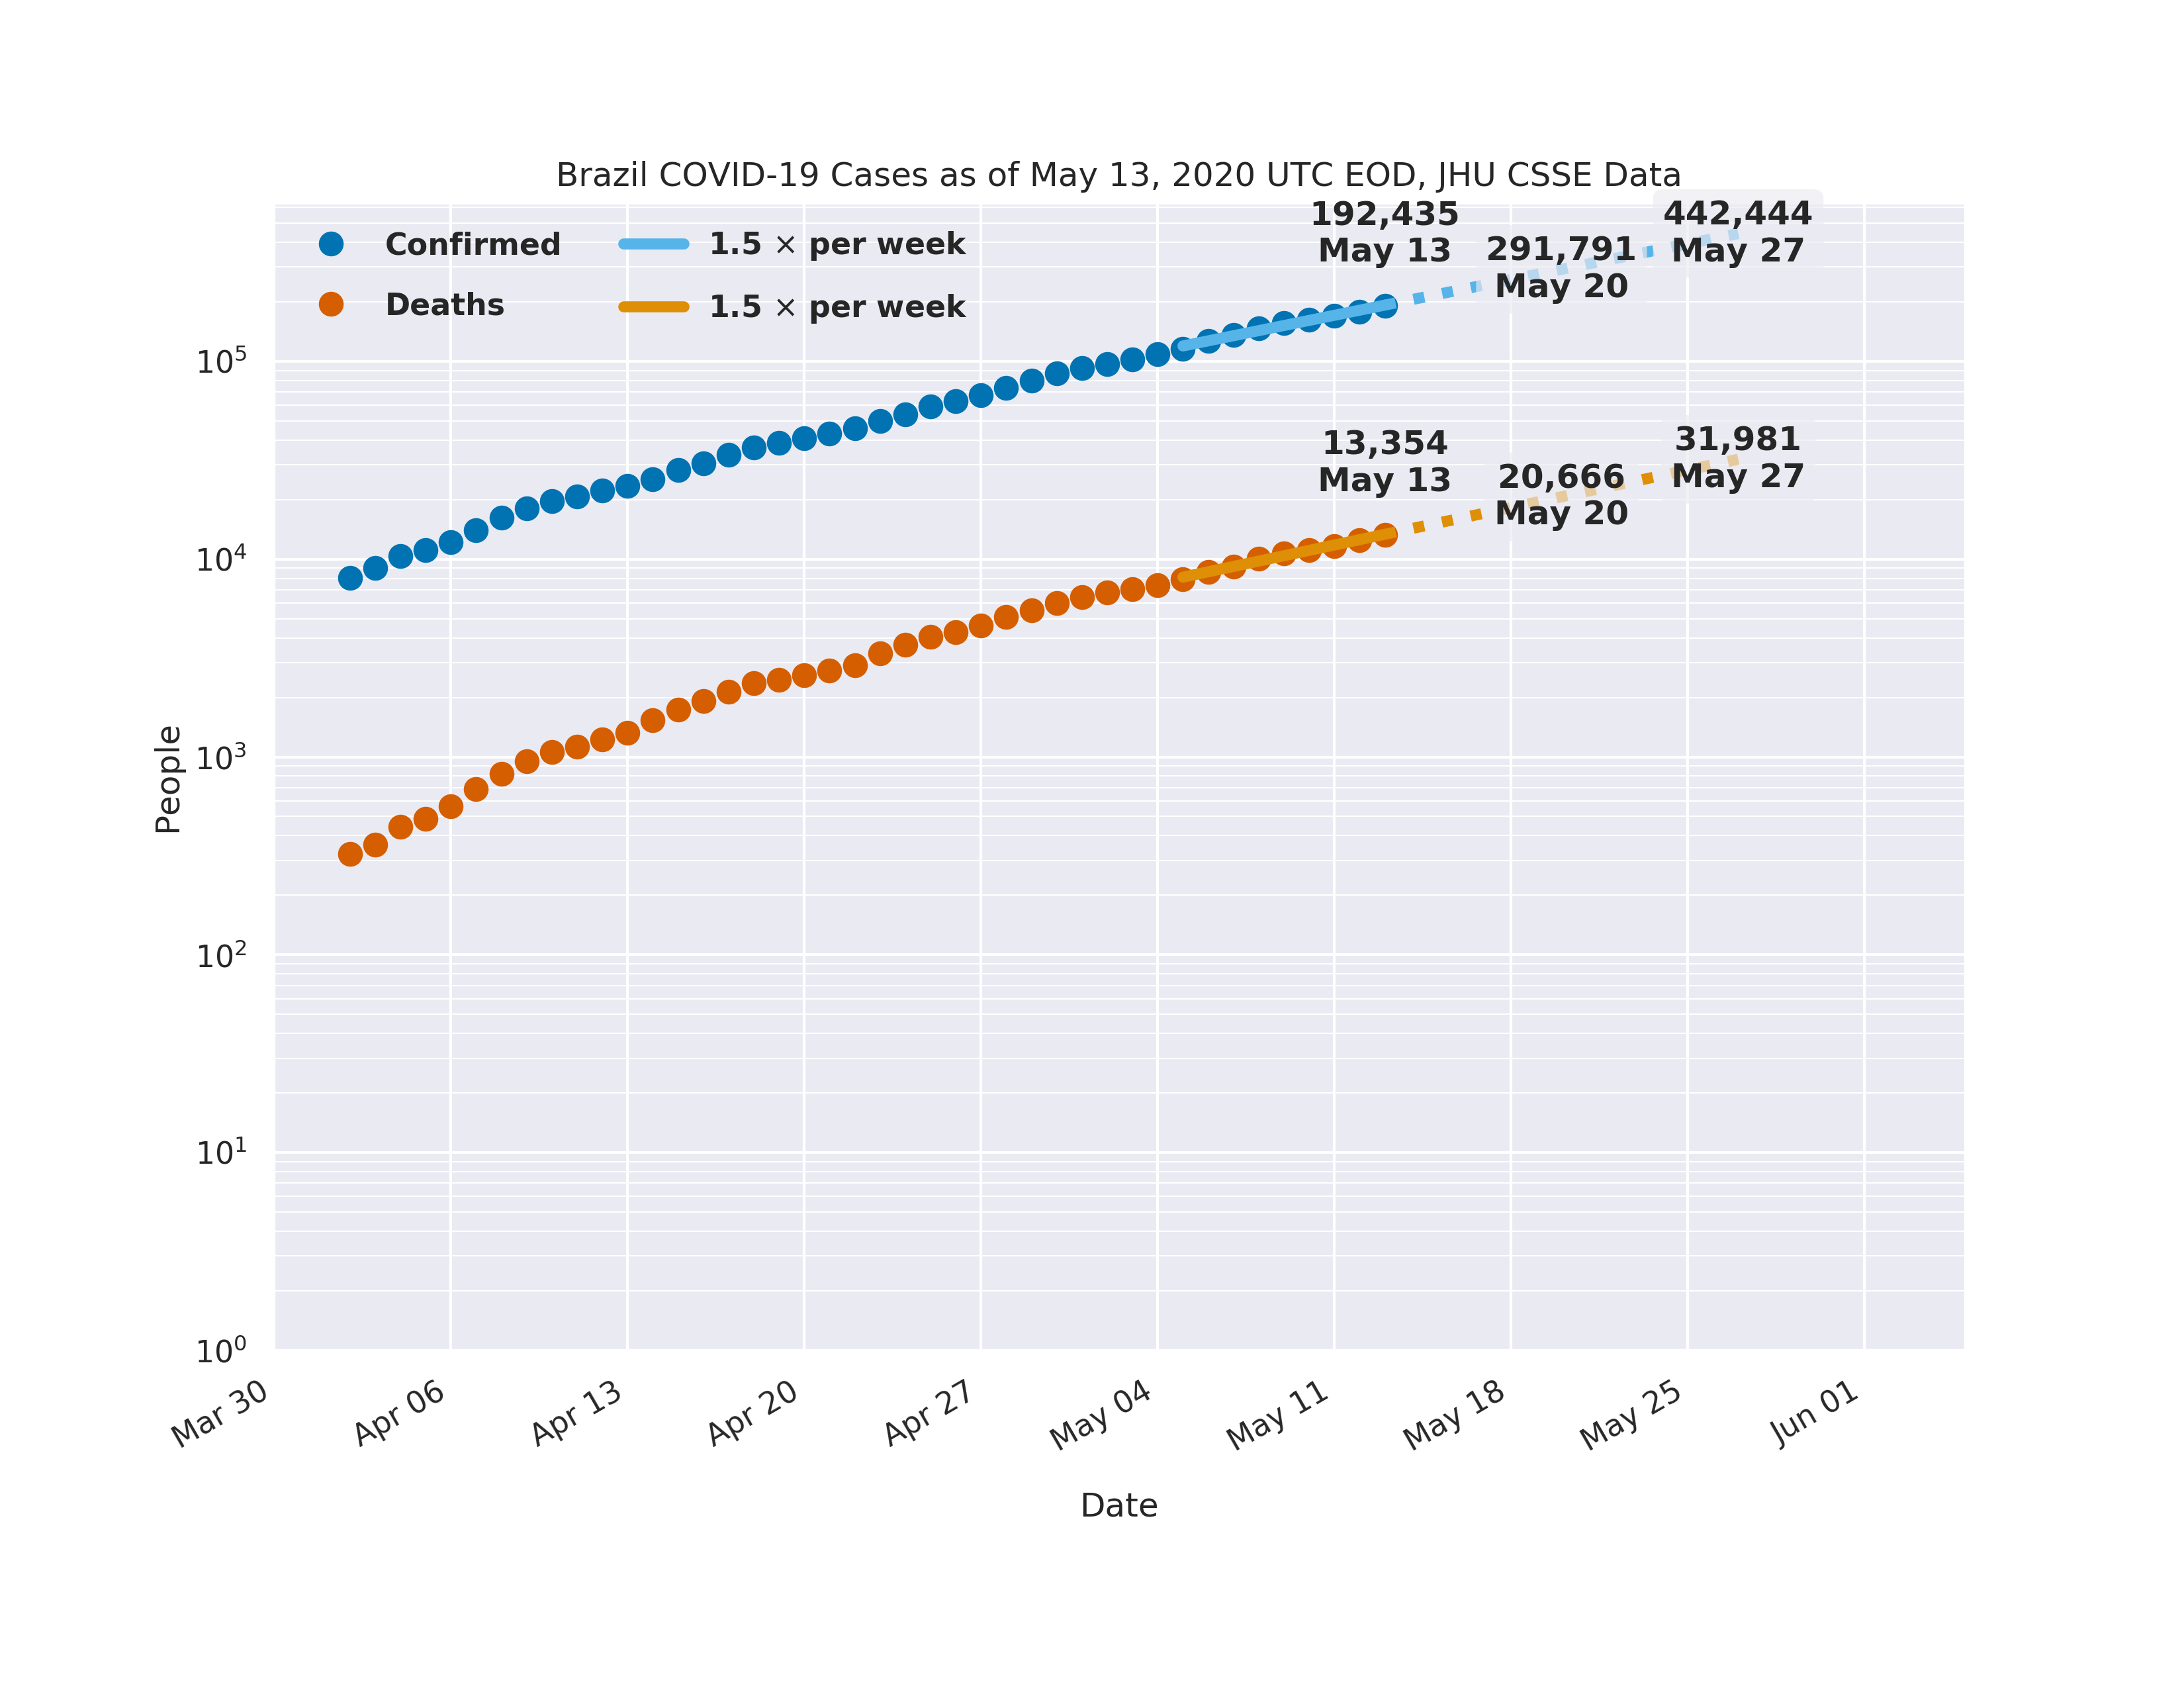 Brazil COVID-19 Cases as of May 13, 2020 UTC EOD, JHU CSSE Data
Confirmed
Deaths
1.5 × per week
1.5 × per week
192,435
May 13
291,791
May 20
442,444
May 27
13,354
May 13
20,666
May 20
31,981
May 27
People
10⁵
10⁴
10³
10²
10¹
10⁰
Mar 30
Apr 06
Apr 13
Apr 20
Apr 27
May 04
May 11
May 18
May 25
Jun 01
Date